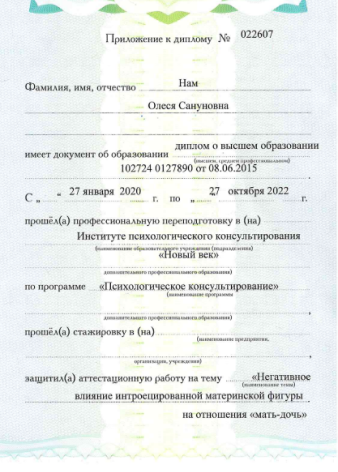 Приложение к диплому № 022607
Фамилия, имя, отчество Нам
Олеся Сануновна
имеет документ об образовании диплом о высшем образовании
(высшем, среднем профессиональном)
102724 0127890 от 08.06.2015
С „ “ 27 января 2020 г. по „ “ 27 октября 2022 г.
прошёл(а) профессиональную переподготовку в (на)
Институте психологического консультирования
(наименование образовательного учреждения (подразделения)
«Новый век»
дополнительного профессионального образования)
по программе «Психологическое консультирование»
(наименование программы
дополнительного профессионального образования)
прошёл(а) стажировку в (на)
(наименование предприятия,
организации, учреждения)
защитил(а) аттестационную работу на тему «Негативное
(наименование темы)
влияние интроецированной материнской фигуры
на отношения «мать-дочь»